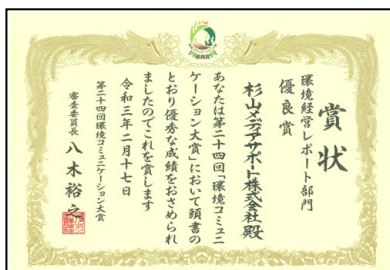 賞状
環境経営レポート部門
優良賞
杉山メディアサポート株式会社殿
あなたは第二十四回「環境コミュニ
ケーション大賞」において頭書の
とおり優秀な成績をおさめられ
ましたのでこれを賞します
令和三年二月十七日
第二十四回環境コミュニケーション大賞
審査委員長 八木裕之